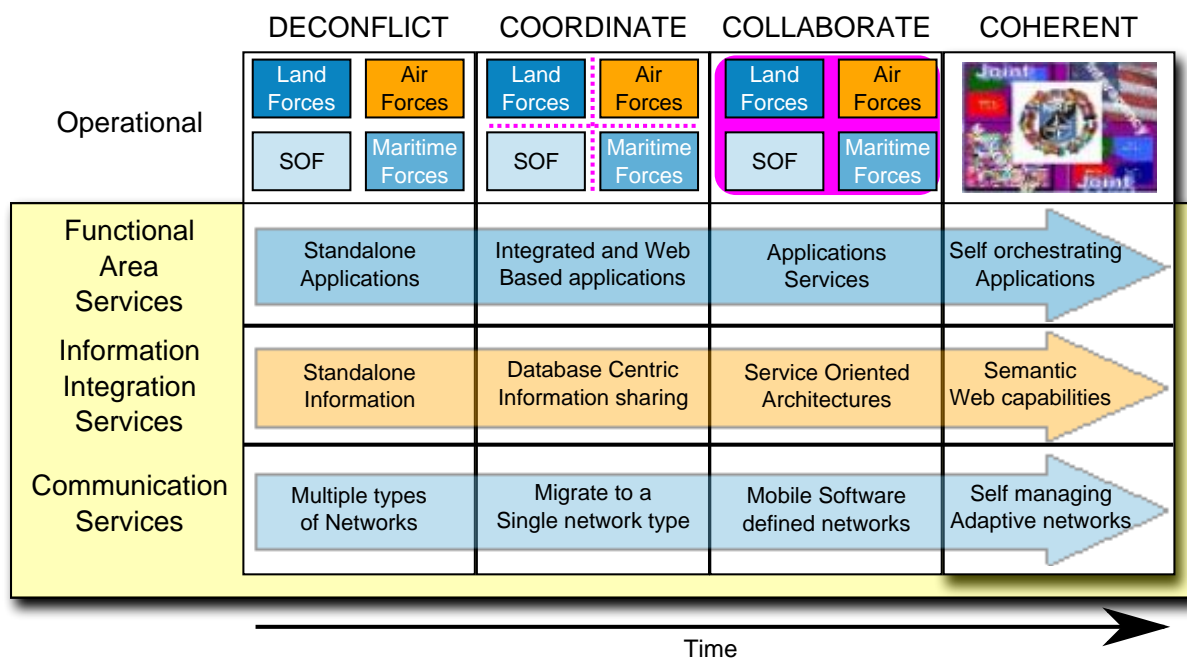 DECONFLICT COORDINATE COLLABORATE COHERENT
Operational
Land
Forces
Air
Forces
SOF
Maritime
Forces
Land
Forces
Air
Forces
SOF
Maritime
Forces
Land
Forces
Air
Forces
SOF
Maritime
Forces
Joint
Joint
Functional
Area
Services
Standalone
Applications
Integrated and Web
Based applications
Applications
Services
Self orchestrating
Applications
Information
Integration
Services
Standalone
Information
Database Centric
Information sharing
Service Oriented
Architectures
Semantic
Web capabilities
Communication
Services
Multiple types
of Networks
Migrate to a
Single network type
Mobile Software
defined networks
Self managing
Adaptive networks
Time